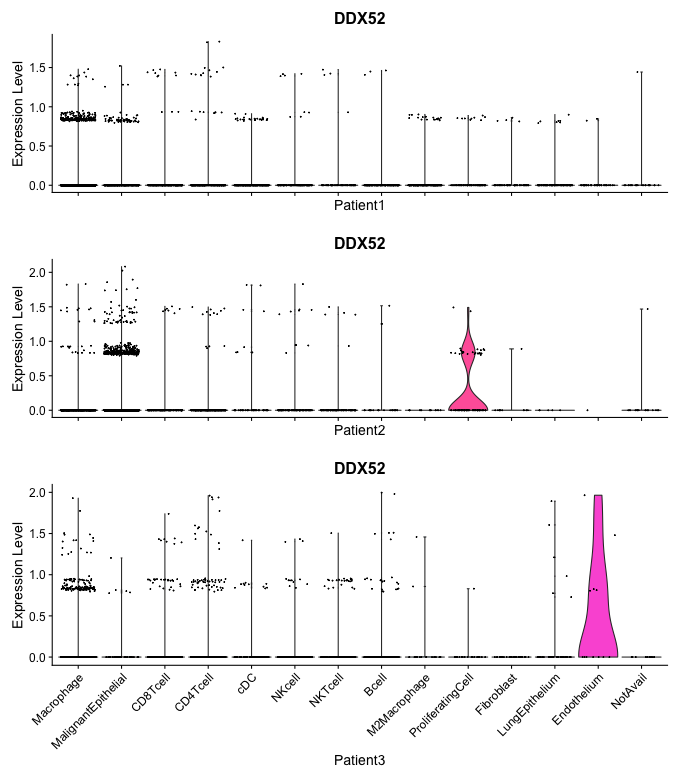 DDX52
Expression Level
1.5
1.0
0.5
0.0
Patient1
DDX52
Expression Level
2.0
1.5
1.0
0.5
0.0
Patient2
DDX52
Expression Level
2.0
1.5
1.0
0.5
0.0
Macrophage
MalignantEpithelial
CD8Tcell
CD4Tcell
cDC
NKcell
NKTcell
Bcell
M2Macrophage
ProliferatingCell
Fibroblast
LungEpithelium
Endothelium
NotAvail
Patient3